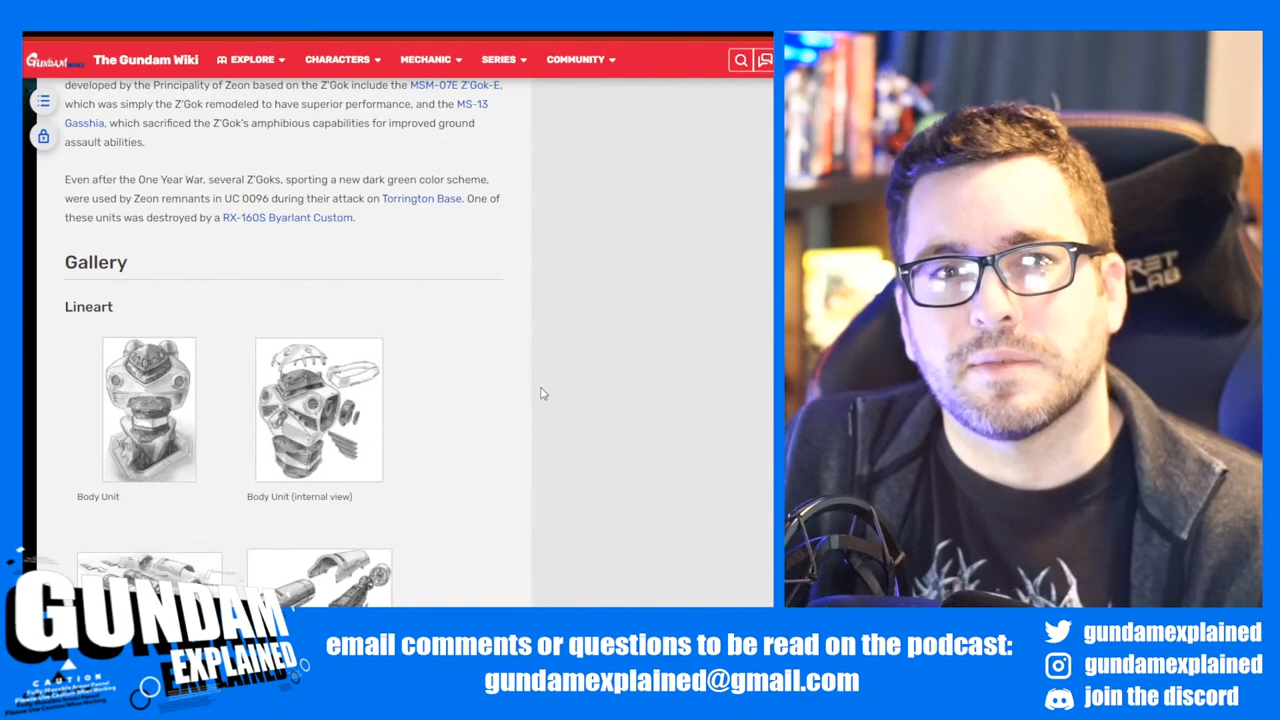 GUNDAM
The Gundam Wiki
EXPLORE
CHARACTERS
MECHANIC
SERIES
COMMUNITY
developed by the Principality of Zeon based on the Z'Gok include the MSM-07E Z'Gok-E,
which was simply the Z'Gok remodeled to have superior performance, and the MS-13
Gasshia, which sacrificed the Z'Gok's amphibious capabilities for improved ground
assault abilities.
Even after the One Year War, several Z'Goks, sporting a new dark green color scheme,
were used by Zeon remnants in UC 0096 during their attack on Torrington Base. One of
these units was destroyed by a RX-160S Byarlant Custom.
Gallery
Lineart
Body Unit
Body Unit (internal view)
GUNDAM
EXPLAINED
CAUTION
email comments or questions to be read on the podcast:
gundamexplained@gmail.com
gundamexplained
gundamexplained
join the discord